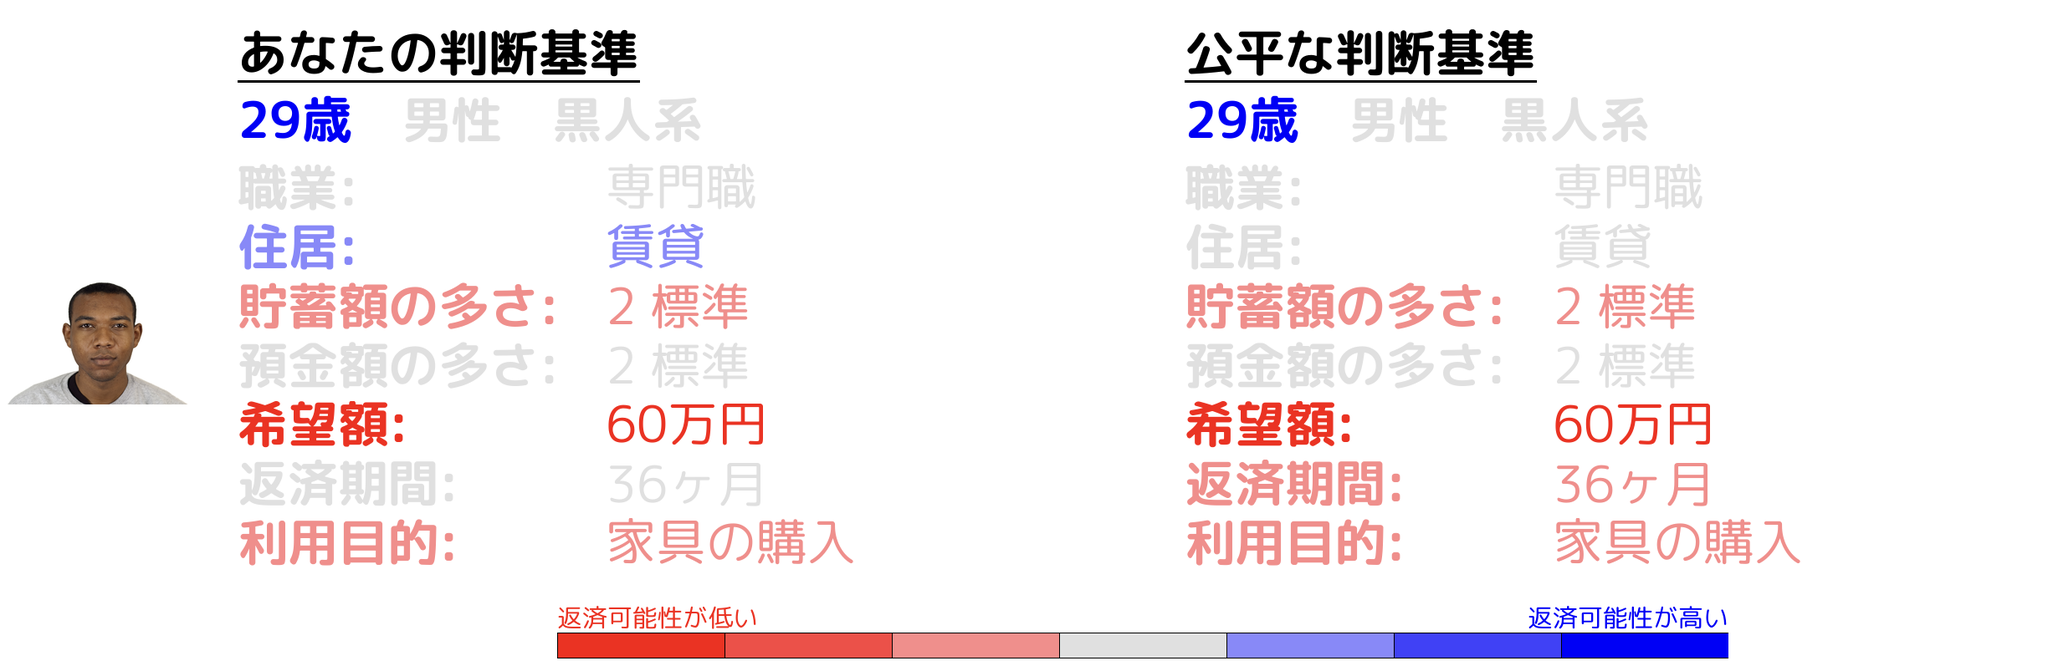 あなたの判断基準
29歳 男性 黒人系
職業: 専門職
住居: 賃貸
貯蓄額の多さ: 2 標準
預金額の多さ: 2 標準
希望額: 60万円
返済期間: 36ヶ月
利用目的: 家具の購入
公平な判断基準
29歳 男性 黒人系
職業: 専門職
住居: 賃貸
貯蓄額の多さ: 2 標準
預金額の多さ: 2 標準
希望額: 60万円
返済期間: 36ヶ月
利用目的: 家具の購入
返済可能性が低い
返済可能性が高い